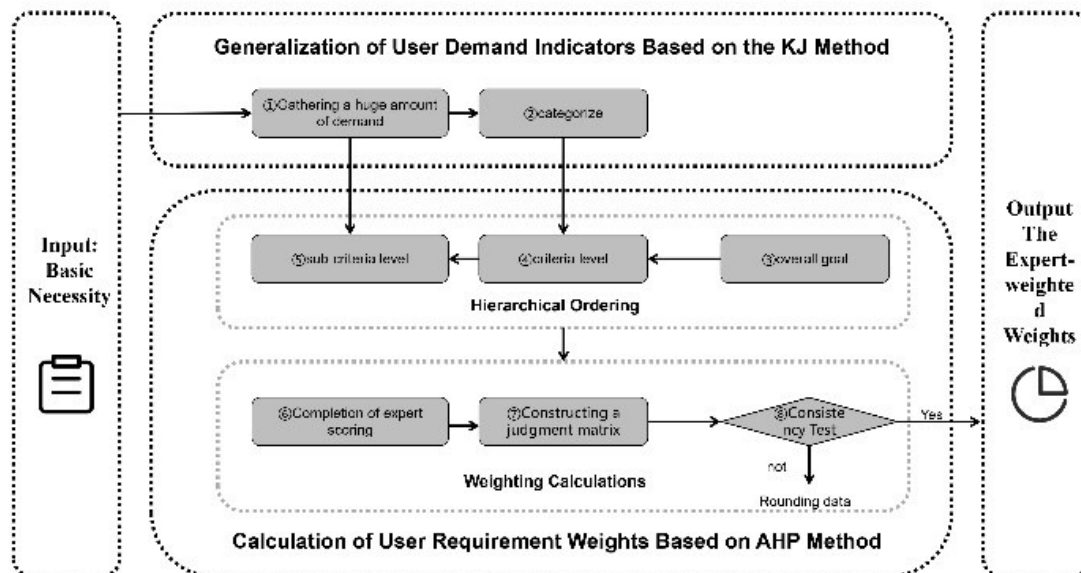 Generalization of User Demand Indicators Based on the KJ Method
①Gathering a huge amount
of demand
②categorize
Input:
Basic
Necessity
⑤sub criteria level
④criteria level
③overall goal
Hierarchical Ordering
⑥Completion of expert
scoring
⑦Constructing a
judgment matrix
⑧Consiste
ncy Test
Yes
not
Rounding data
Weighting Calculations
Calculation of User Requirement Weights Based on AHP Method
Output
The
Expert-
weighte
d
Weights